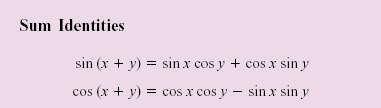 Sum Identities
sin (x + y) = sin x cos y + cos x sin y
cos (x + y) = cos x cos y − sin x sin y